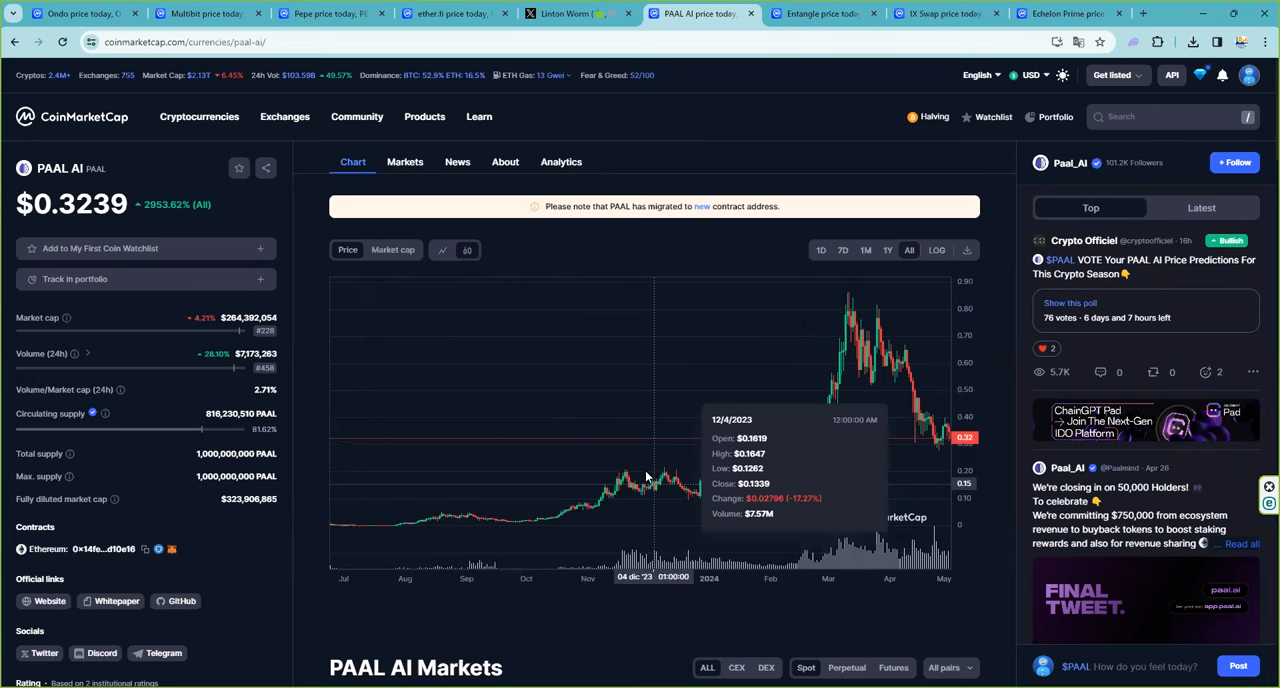 Ondo price today, O
Multibit price today
Pepe price today, PE
ether.fi price today,
Linton Worm (
PAAL AI price today,
Entangle price today
IX Swap price today,
Echelon Prime price
coinmarketcap.com/currencies/paal-ai/
Cryptos: 2.4M+ Exchanges: 755 Market Cap: $2.13T 6.45% 24h Vol: $103.59B 49.57% Dominance: BTC: 52.9% ETH: 16.5% ETH Gas: 13 Gwei Fear & Greed: 52/100
English USD Get listed API
CoinMarketCap Cryptocurrencies Exchanges Community Products Learn
Halving Watchlist Portfolio Search /
PAAL AI PAAL
$0.3239 2953.62% (All)
Add to My First Coin Watchlist +
Track in portfolio +
Market cap 4.21% $264,392,054
#228
Volume (24h) 28.10% $7,173,263
#458
Volume/Market cap (24h) 2.71%
Circulating supply 816,230,510 PAAL
81.62%
Total supply 1,000,000,000 PAAL
Max. supply 1,000,000,000 PAAL
Fully diluted market cap $323,906,865
Contracts
Ethereum: 0x14fe...d10e16
Official links
Website Whitepaper GitHub
Socials
Twitter Discord Telegram
Rating · Based on 2 institutional ratings
Chart Markets News About Analytics
Please note that PAAL has migrated to new contract address.
Price Market cap
1D 7D 1M 1Y All LOG
0.90
0.80
0.70
0.60
0.50
0.40
0.32
0.20
0.15
0.10
0
12/4/2023 12:00:00 AM
Open: $0.1619
High: $0.1647
Low: $0.1262
Close: $0.1339
Change: $0.02796 (-17.27%)
Volume: $7.57M
rketCap
Jul Aug Sep Oct Nov 04 dic '23 01:00:00 2024 Feb Mar Apr May
PAAL AI Markets
ALL CEX DEX Spot Perpetual Futures All pairs
Paal_AI 101.2K Followers + Follow
Top Latest
Crypto Officiel @cryptoofficiel · 16h Bullish
$PAAL VOTE Your PAAL AI Price Predictions For
This Crypto Season👇
Show this poll
76 votes · 6 days and 7 hours left
❤️ 2
5.7K 0 0 2 ...
ChainGPT Pad
→ Join The Next-Gen
IDO Platform
Pad
Paal_AI @Paalmind · Apr 26
We're closing in on 50,000 Holders!
To celebrate 👇
We're committing $750,000 from ecosystem
revenue to buyback tokens to boost staking
rewards and also for revenue sharing ... Read all
FINAL
TWEET.
paal.ai
app.paal.ai
$PAAL How do you feel today? Post